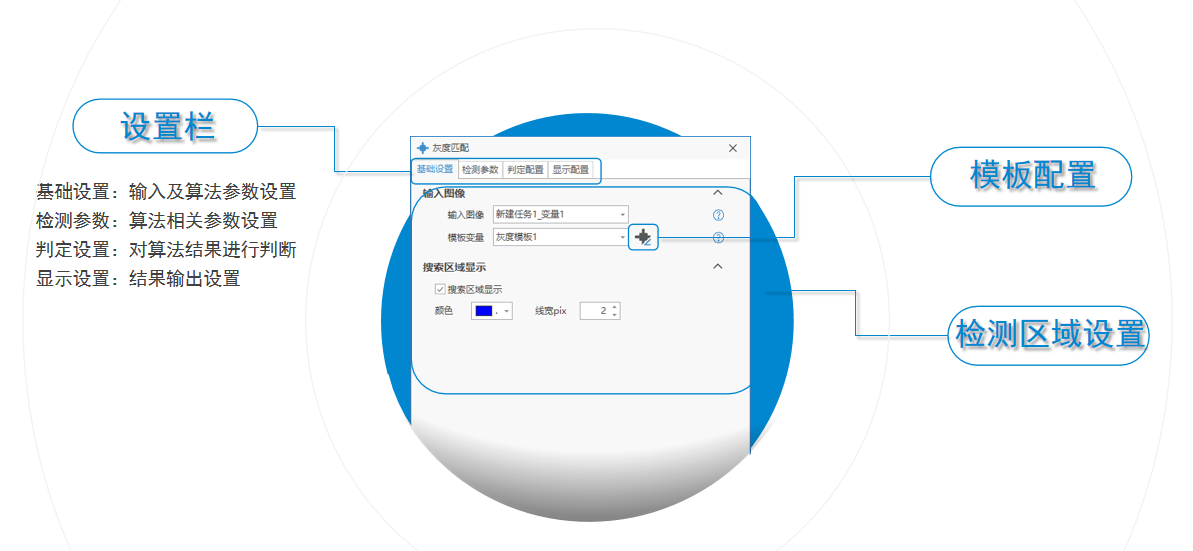 设置栏
基础设置：输入及算法参数设置
检测参数：算法相关参数设置
判定设置：对算法结果进行判断
显示设置：结果输出设置
灰度匹配
基础设置 检测参数 判定配置 显示配置
输入图像
输入图像 新建任务1_变量1
模板变量 灰度模板1
搜索区域显示
搜索区域显示
颜色 . 线宽pix 2
模板配置
检测区域设置